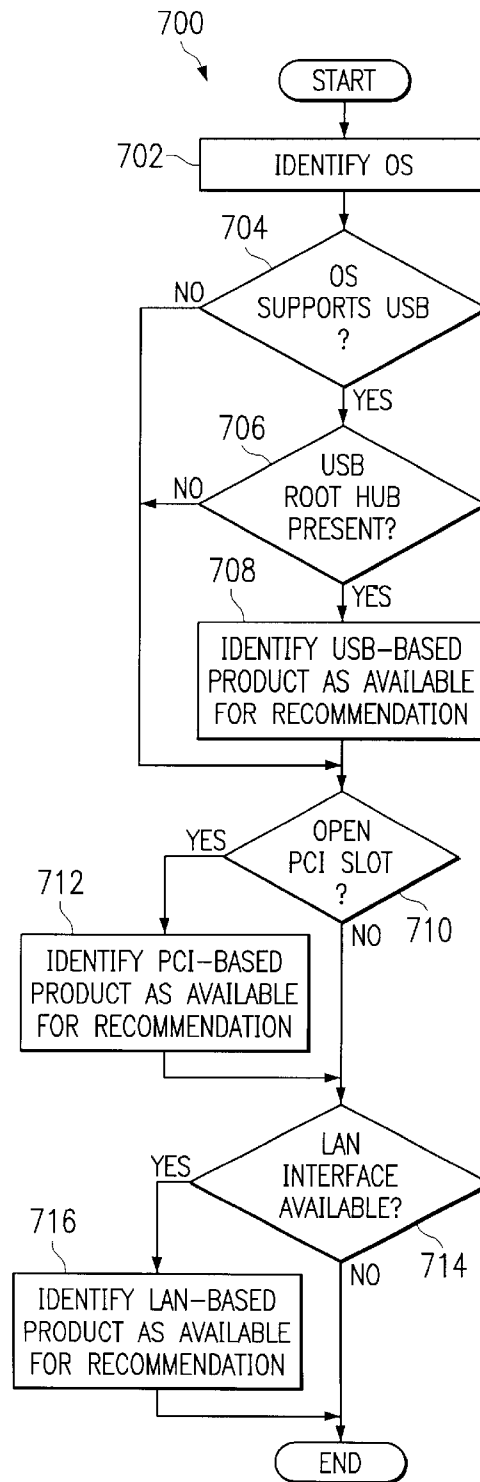 700
START
702
IDENTIFY OS
704
NO
OS
SUPPORTS USB
?
YES
706
NO
USB
ROOT HUB
PRESENT?
YES
708
IDENTIFY USB-BASED
PRODUCT AS AVAILABLE
FOR RECOMMENDATION
YES
OPEN
PCI SLOT
?
710
NO
712
IDENTIFY PCI-BASED
PRODUCT AS AVAILABLE
FOR RECOMMENDATION
YES
LAN
INTERFACE
AVAILABLE?
714
NO
716
IDENTIFY LAN-BASED
PRODUCT AS AVAILABLE
FOR RECOMMENDATION
END